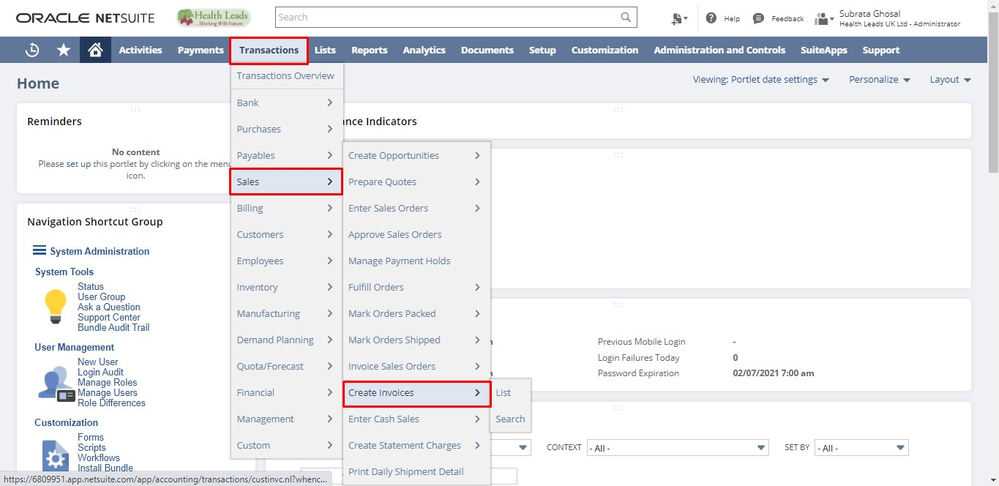 ORACLE NETSUITE
Health Leads
...Working With Nature
Search
Help
Feedback
Subrata Ghosal
Health Leads UK Ltd - Administrator
Activities
Payments
Transactions
Lists
Reports
Analytics
Documents
Setup
Customization
Administration and Controls
SuiteApps
Support
Home
Viewing: Portlet date settings
Personalize
Layout
Reminders
No content
Please set up this portlet by clicking on the menu
icon.
Navigation Shortcut Group
System Administration
System Tools
Status
User Group
Ask a Question
Support Center
Bundle Audit Trail
User Management
New User
Login Audit
Manage Roles
Manage Users
Role Differences
Customization
Forms
Scripts
Workflows
Install Bundle
Transactions Overview
Bank
Purchases
Payables
Sales
Billing
Customers
Employees
Inventory
Manufacturing
Demand Planning
Quota/Forecast
Financial
Management
Custom
Create Opportunities
Prepare Quotes
Enter Sales Orders
Approve Sales Orders
Manage Payment Holds
Fulfill Orders
Mark Orders Packed
Mark Orders Shipped
Invoice Sales Orders
Create Invoices
Enter Cash Sales
Create Statement Charges
Print Daily Shipment Detail
List
Search
Indicators
Previous Mobile Login -
Login Failures Today 0
Password Expiration 02/07/2021 7:00 am
CONTEXT - All -
SET BY - All -
https://6809951.app.netsuite.com/app/accounting/transactions/custinvc.nl?whenc...